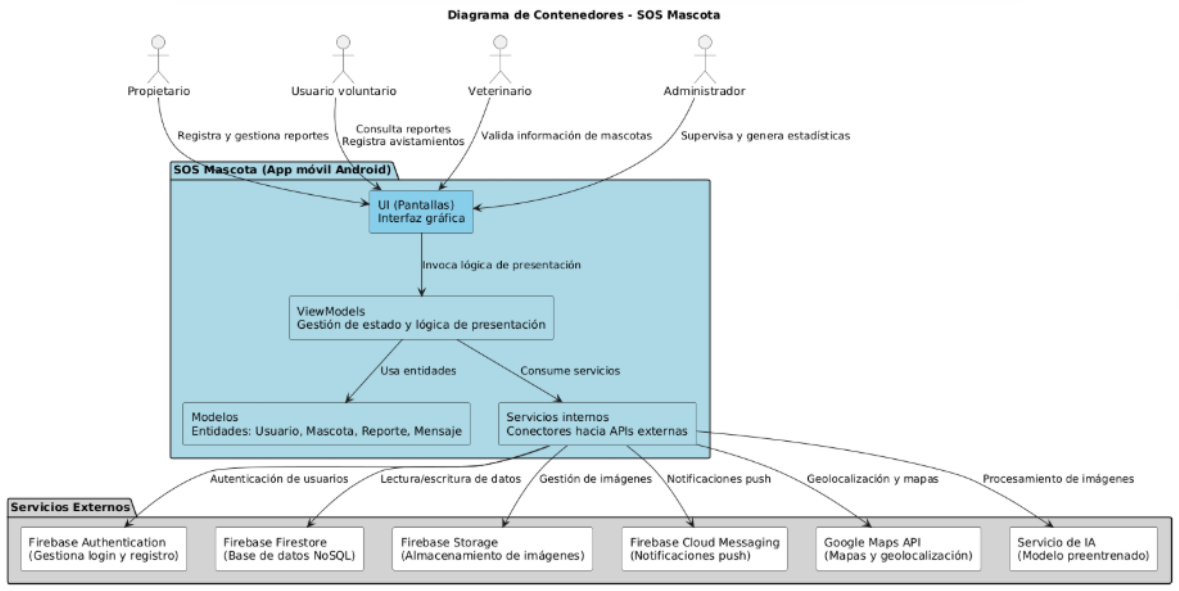 Diagrama de Contenedores - SOS Mascota
Propietario
Usuario voluntario
Veterinario
Administrador
Registra y gestiona reportes
Consulta reportes
Registra avistamientos
Valida información de mascotas
Supervisa y genera estadísticas
SOS Mascota (App móvil Android)
UI (Pantallas)
Interfaz gráfica
Invoca lógica de presentación
ViewModels
Gestión de estado y lógica de presentación
Usa entidades
Consume servicios
Modelos
Entidades: Usuario, Mascota, Reporte, Mensaje
Servicios internos
Conectores hacia APIs externas
Autenticación de usuarios
Lectura/escritura de datos
Gestión de imágenes
Notificaciones push
Geolocalización y mapas
Procesamiento de imágenes
Servicios Externos
Firebase Authentication
(Gestiona login y registro)
Firebase Firestore
(Base de datos NoSQL)
Firebase Storage
(Almacenamiento de imágenes)
Firebase Cloud Messaging
(Notificaciones push)
Google Maps API
(Mapas y geolocalización)
Servicio de IA
(Modelo preentrenado)